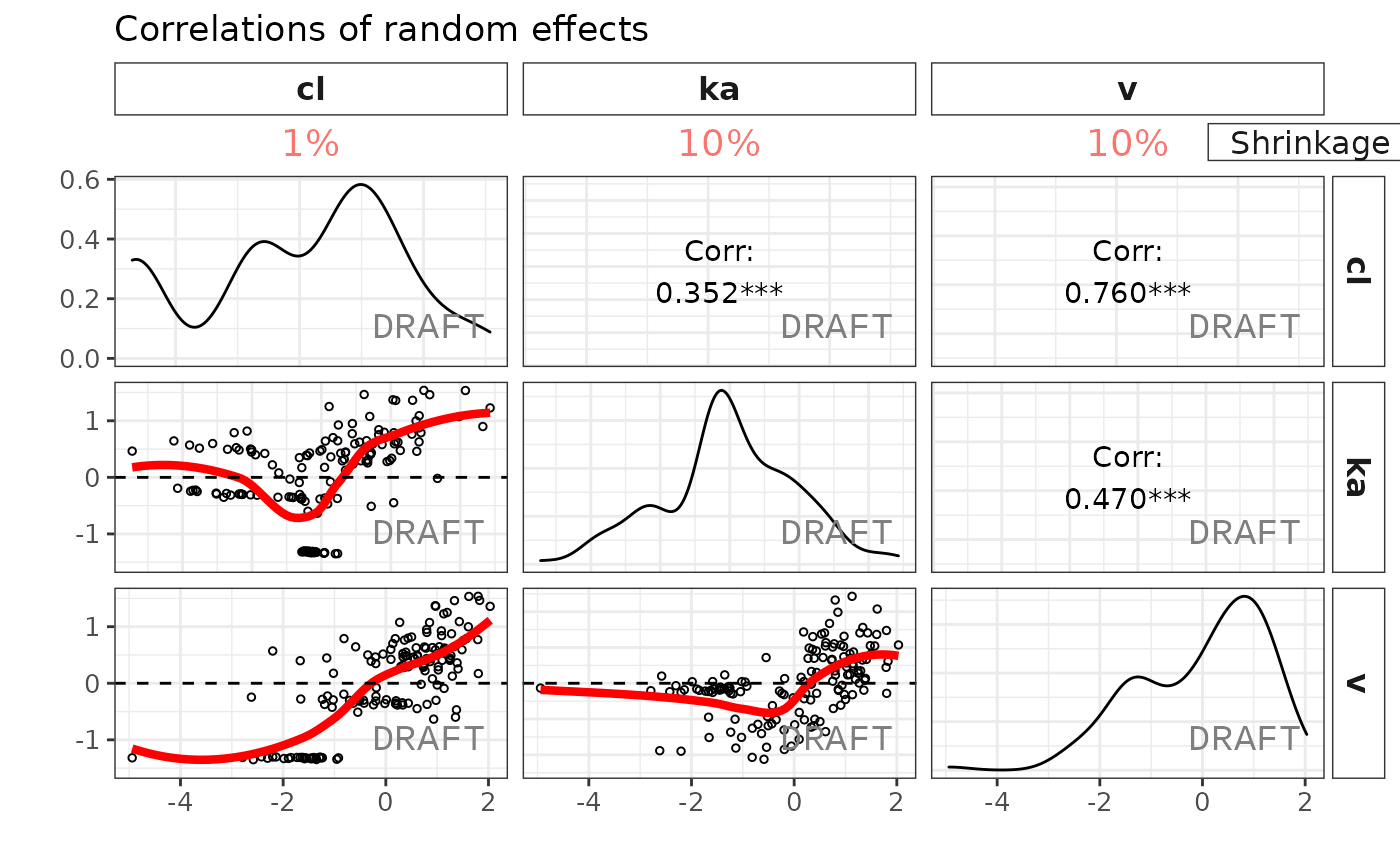 Correlations of random effects
cl ka v
1% 10% 10% Shrinkage
0.6
0.4
0.2
0.0
DRAFT
Corr:
0.352***
DRAFT
Corr:
0.760***
DRAFT
cl
1
0
-1
DRAFT
DRAFT
Corr:
0.470***
DRAFT
ka
1
0
-1
DRAFT
DRAFT
DRAFT
v
-4 -2 0 2
-4 -2 0 2
-4 -2 0 2